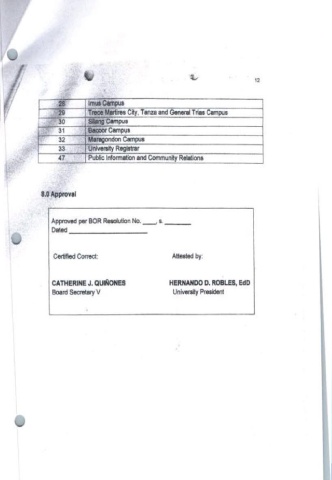 12
28 Imus Campus
29 Trece Martires City, Tanza and General Trias Campus
30 Silang Campus
31 Bacoor Campus
32 Maragondon Campus
33 University Registrar
47 Public Information and Community Relations
8.0 Approval
Approved per BOR Resolution No. ____, s. ________
Dated ________________________
Certified Correct: Attested by:
CATHERINE J. QUIÑONES HERNANDO D. ROBLES, EdD
Board Secretary V University President